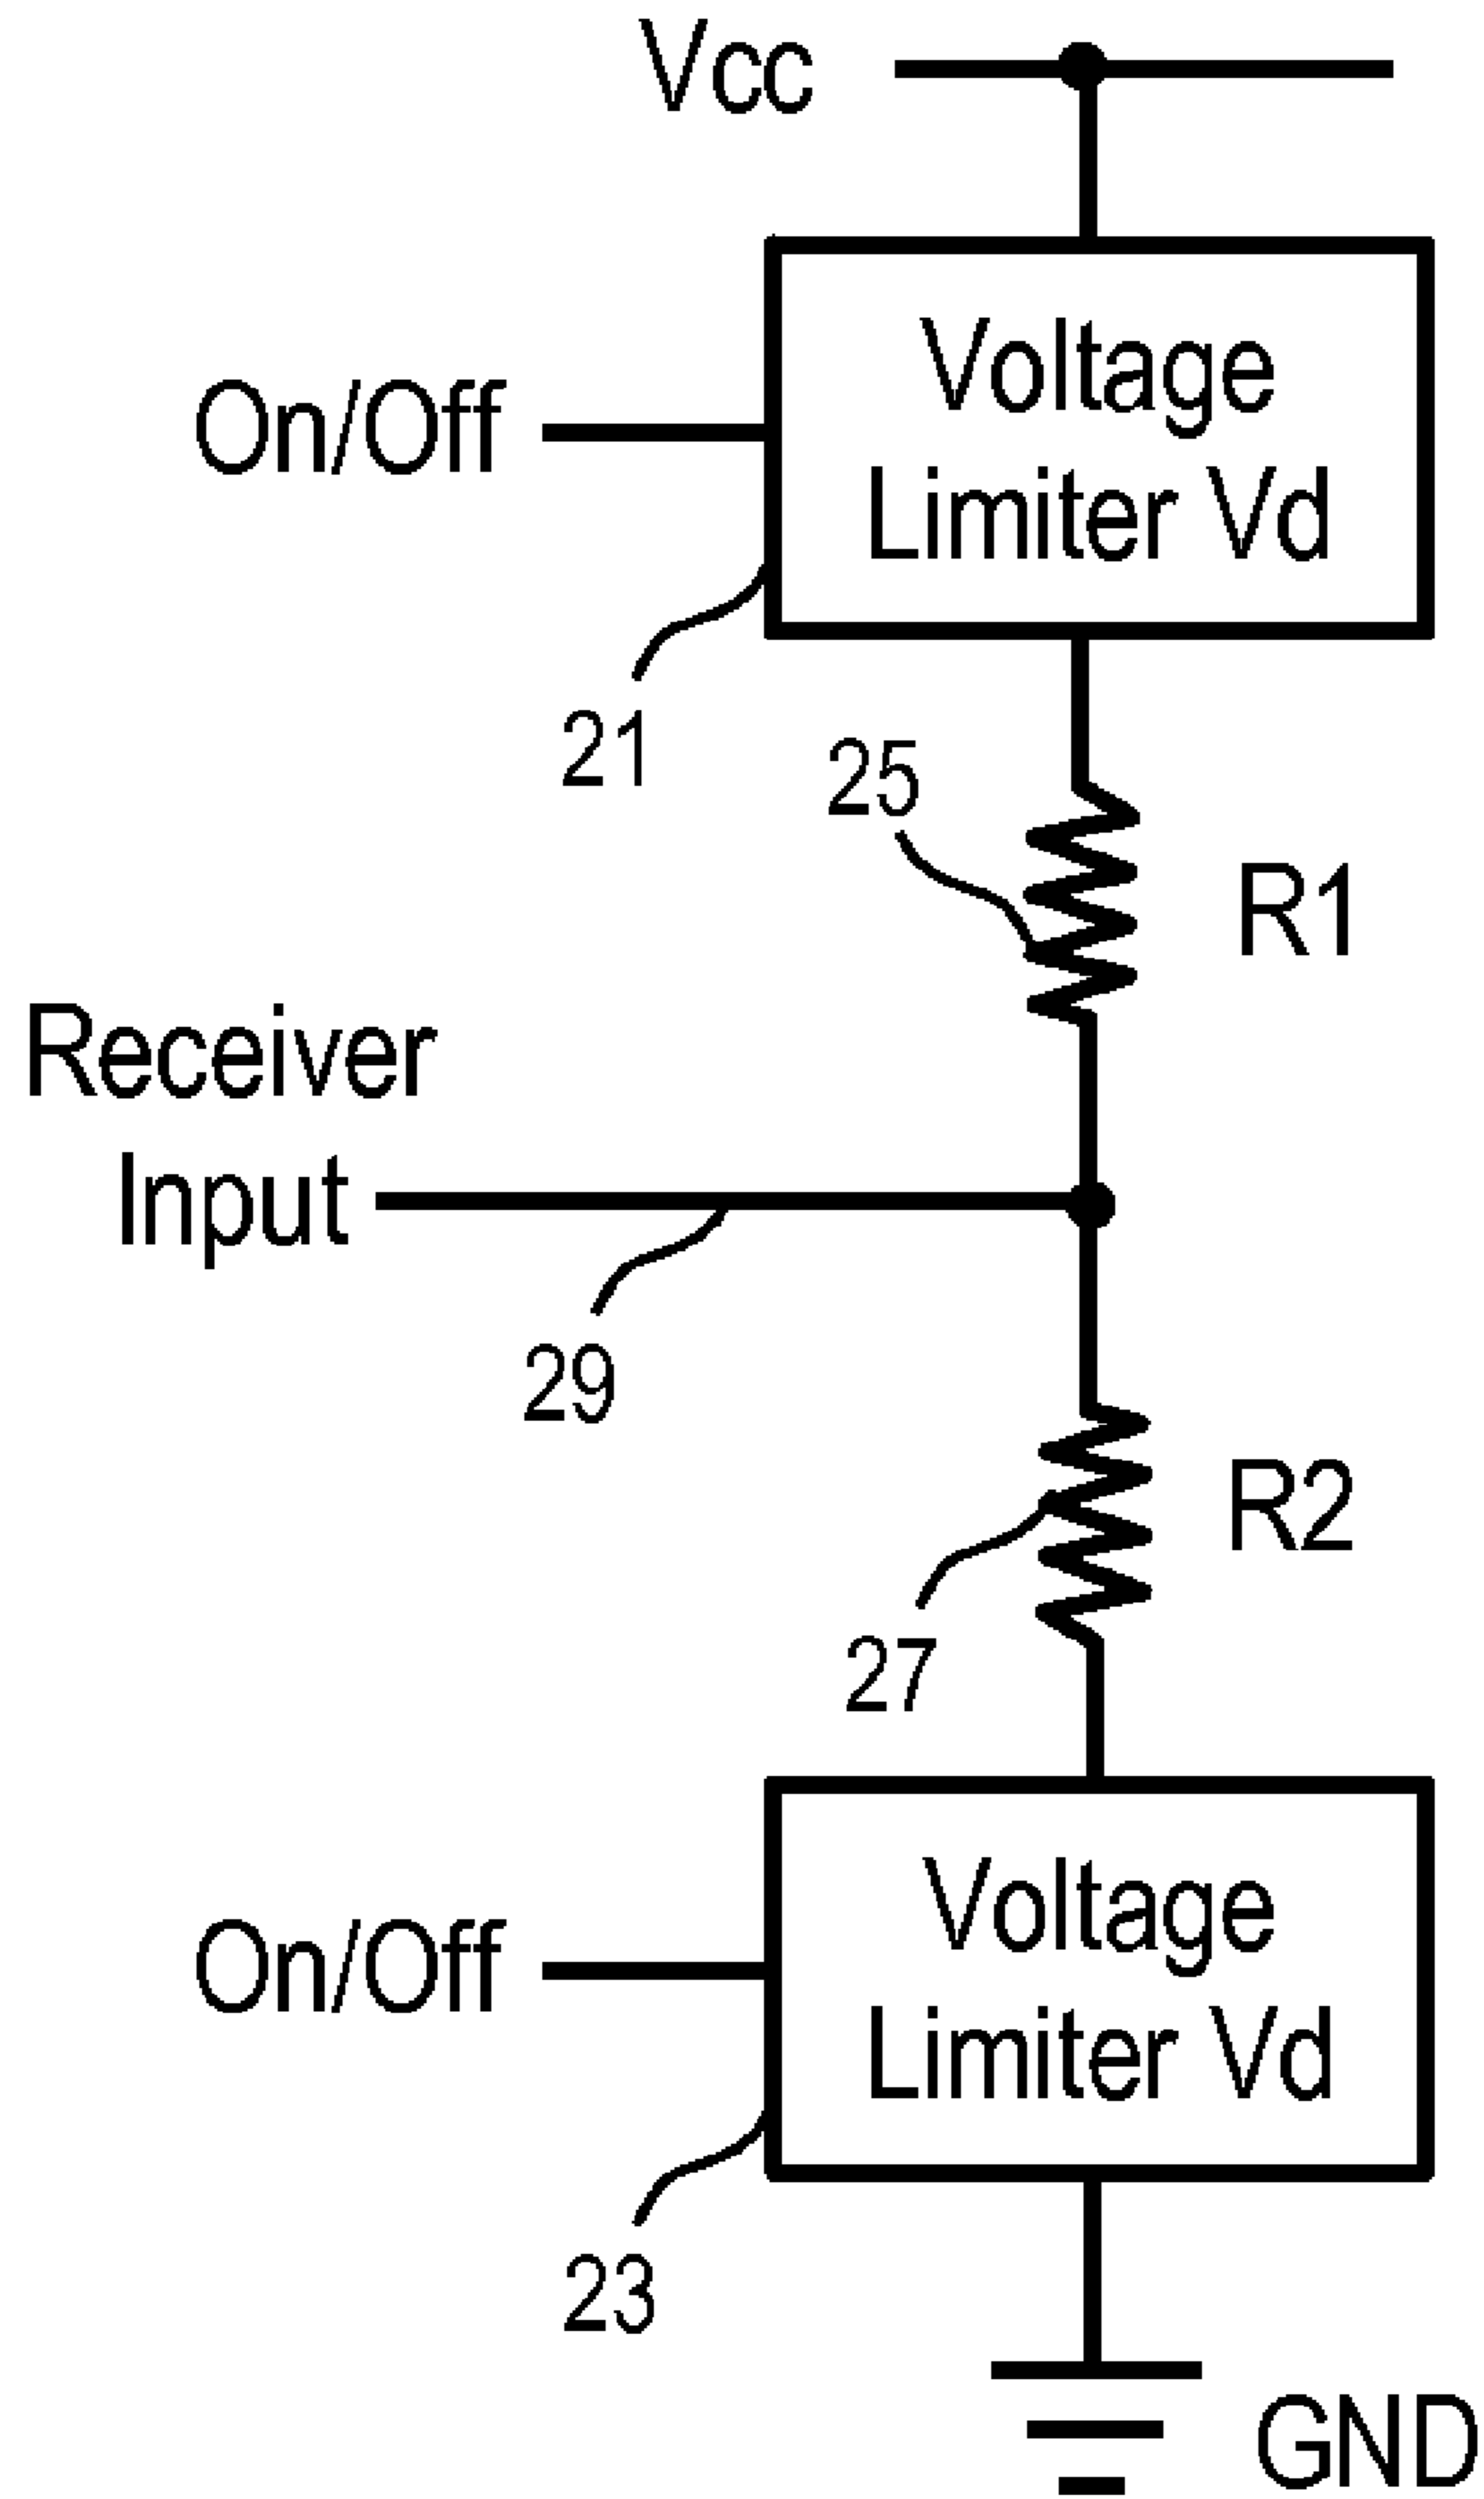 Vcc
Voltage
Limiter Vd
On/Off
21
25
R1
Receiver
Input
29
R2
27
Voltage
Limiter Vd
On/Off
23
GND